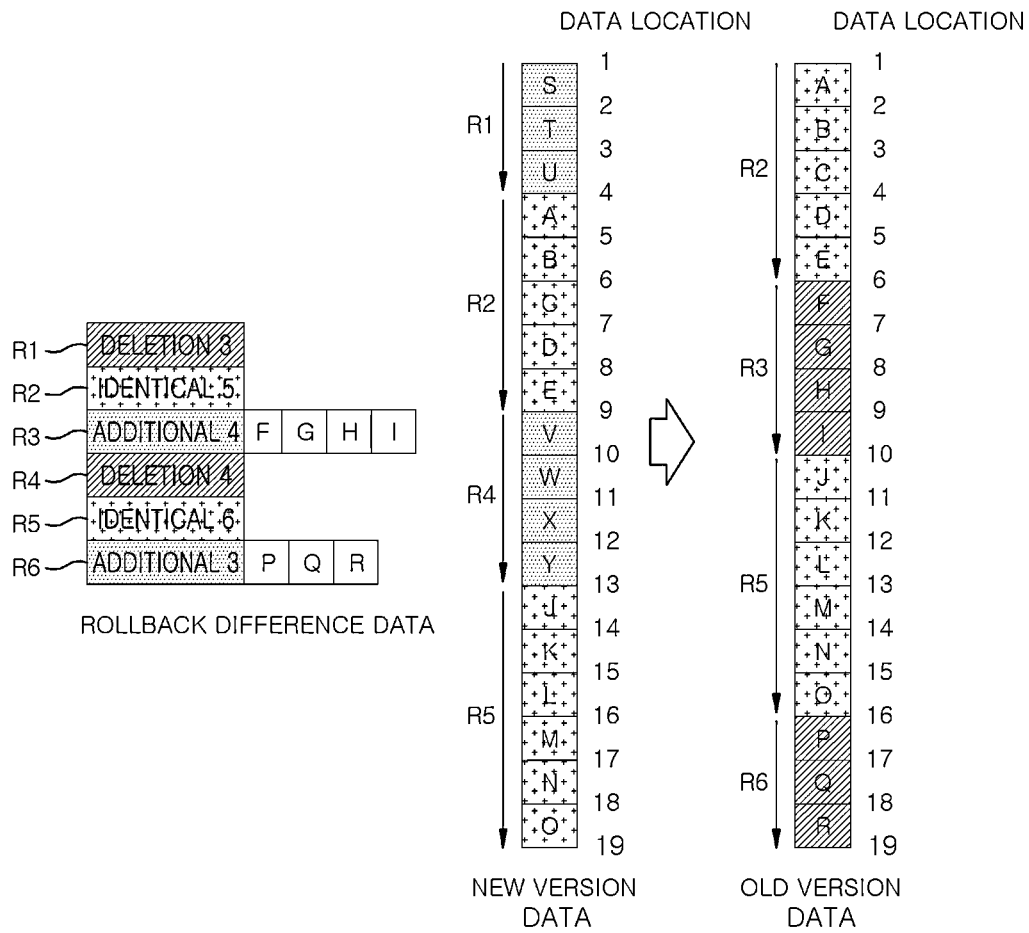 DATA LOCATION
DATA LOCATION
R1
DELETION 3
R2
IDENTICAL 5
R3
ADDITIONAL 4 F G H I
R4
DELETION 4
R5
IDENTICAL 6
R6
ADDITIONAL 3 P Q R
ROLLBACK DIFFERENCE DATA
R1
R2
R4
R5
S
T
U
A
B
C
D
E
V
W
X
Y
J
K
L
M
N
O
1
2
3
4
5
6
7
8
9
10
11
12
13
14
15
16
17
18
19
NEW VERSION
DATA
R2
R3
R5
R6
A
B
C
D
E
F
G
H
I
J
K
L
M
N
O
P
Q
R
1
2
3
4
5
6
7
8
9
10
11
12
13
14
15
16
17
18
19
OLD VERSION
DATA